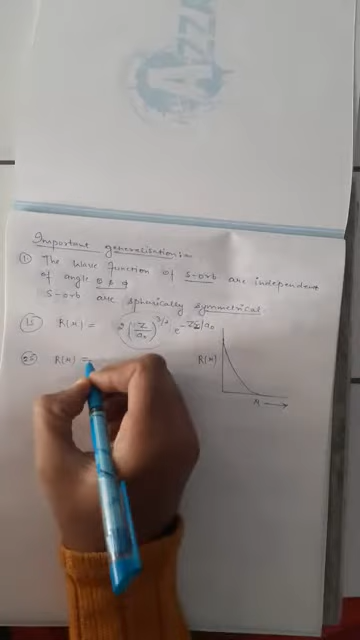 Important generalisation:
① The wave function of s-orb are independent
of angle θ & φ
s-orb are spherically symmetrical
1s R(r) = 2 (Z/a₀)^3/2 e^-Zr/a₀
R(r)
r →
2s R(r) =